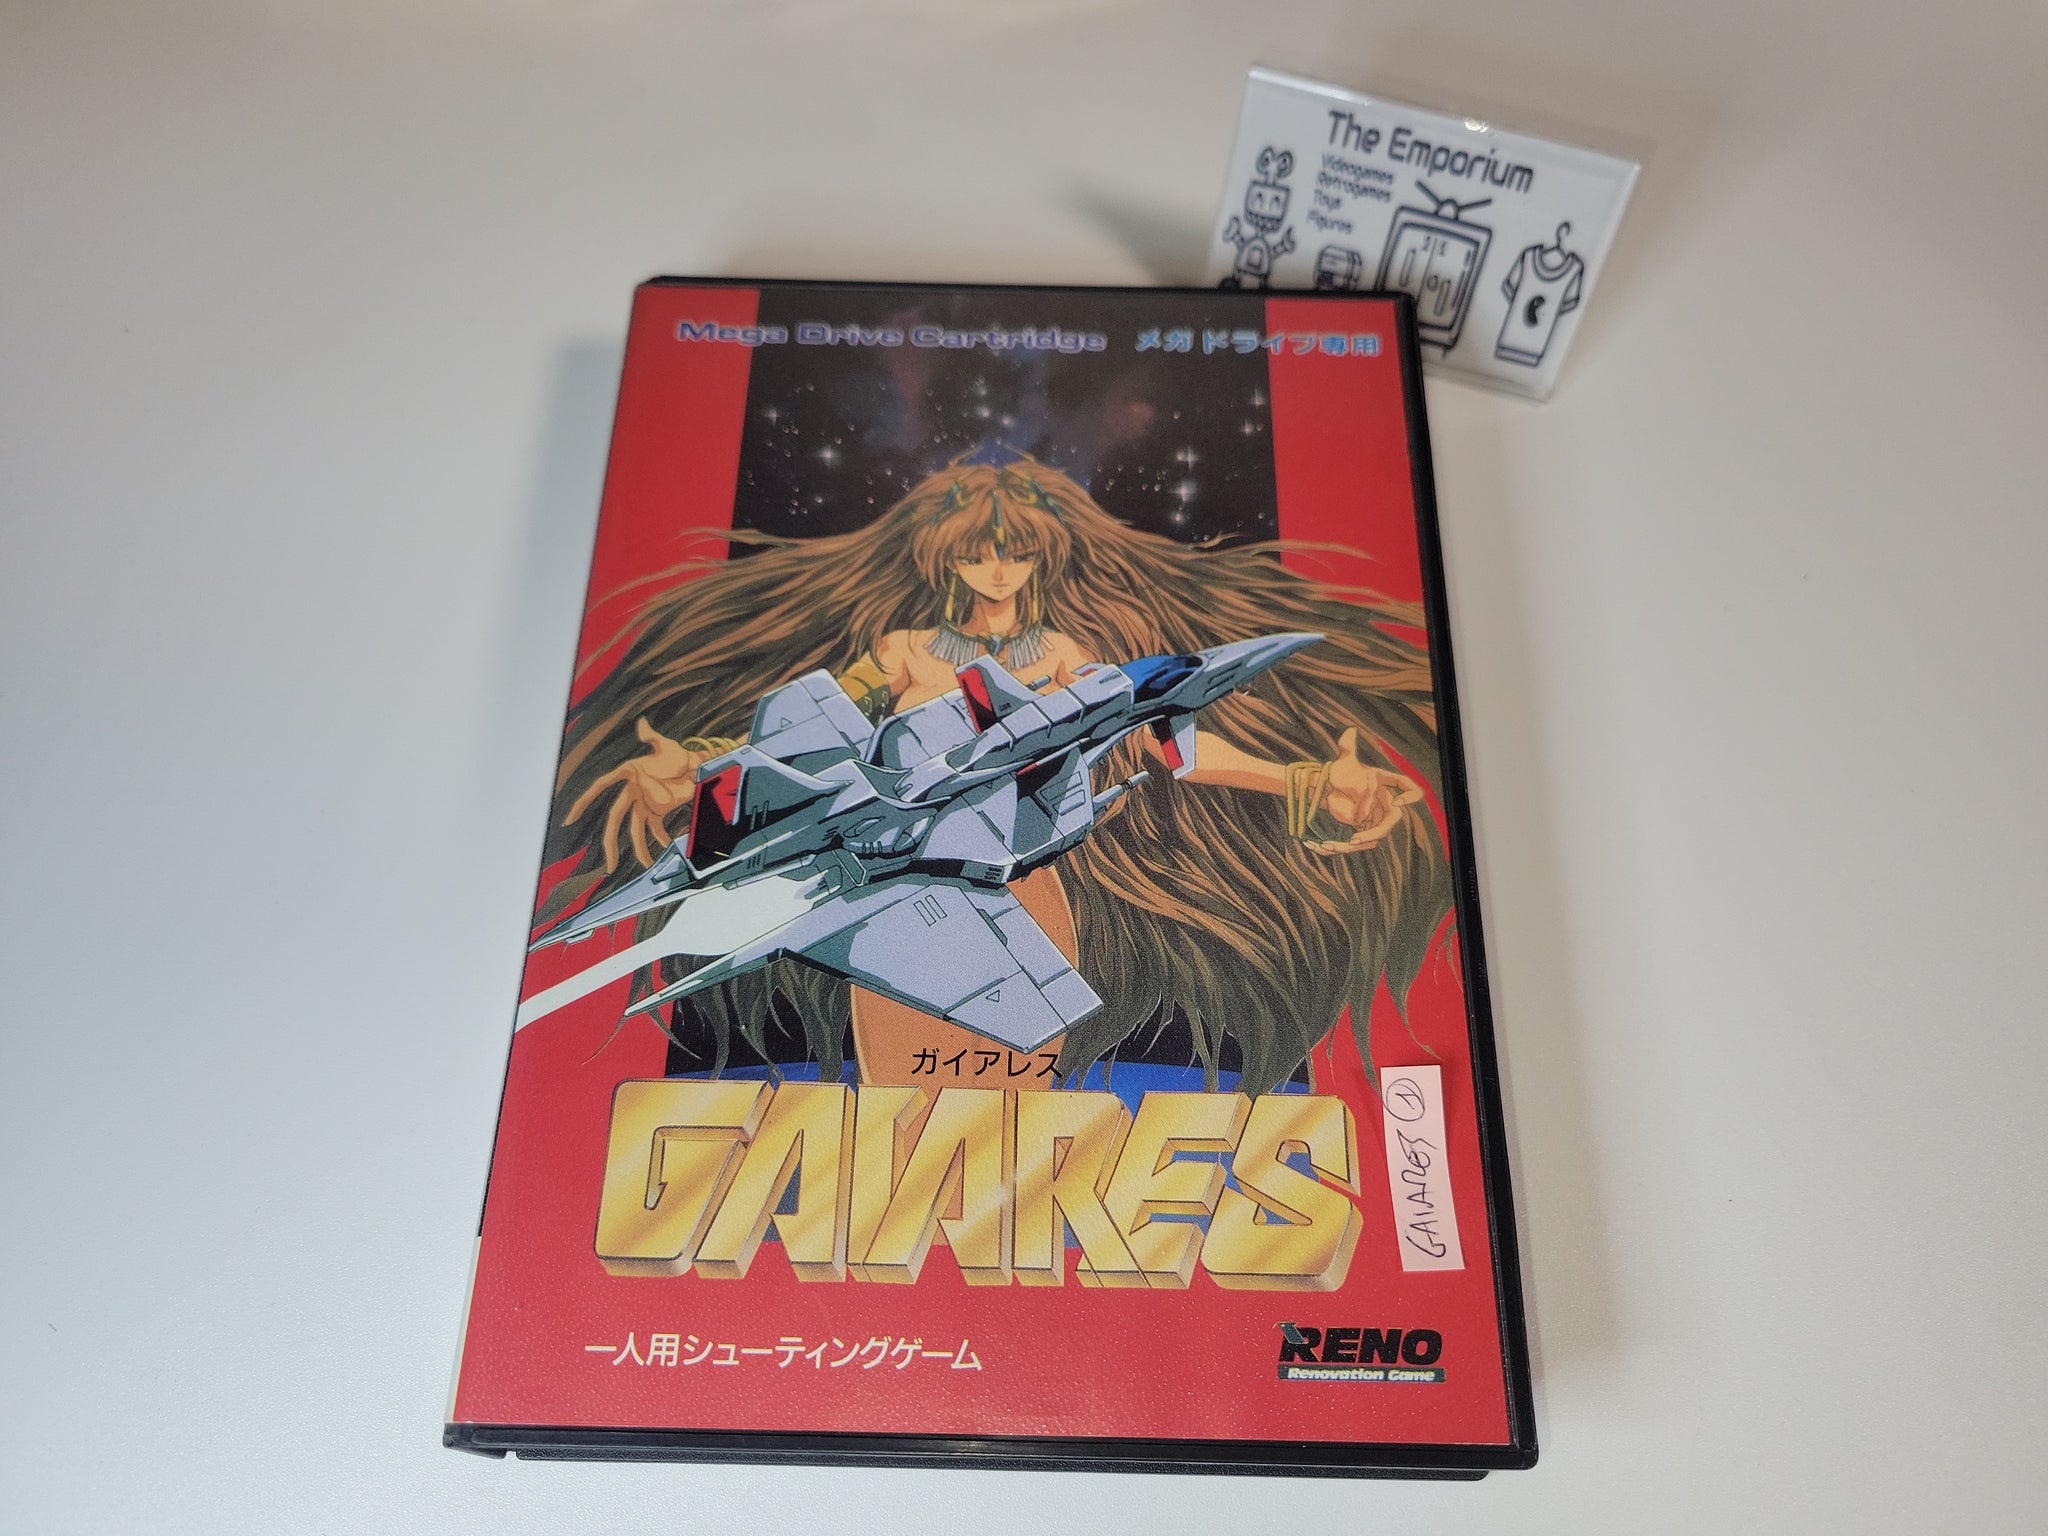 The Emporium
Videogames
Retrogames
Toys
Figures
Mega Drive Cartridge メガドライブ専用
ガイアレス
GAIARES
GAIARES 1
一人用シューティングゲーム
RENO
Renovation Game